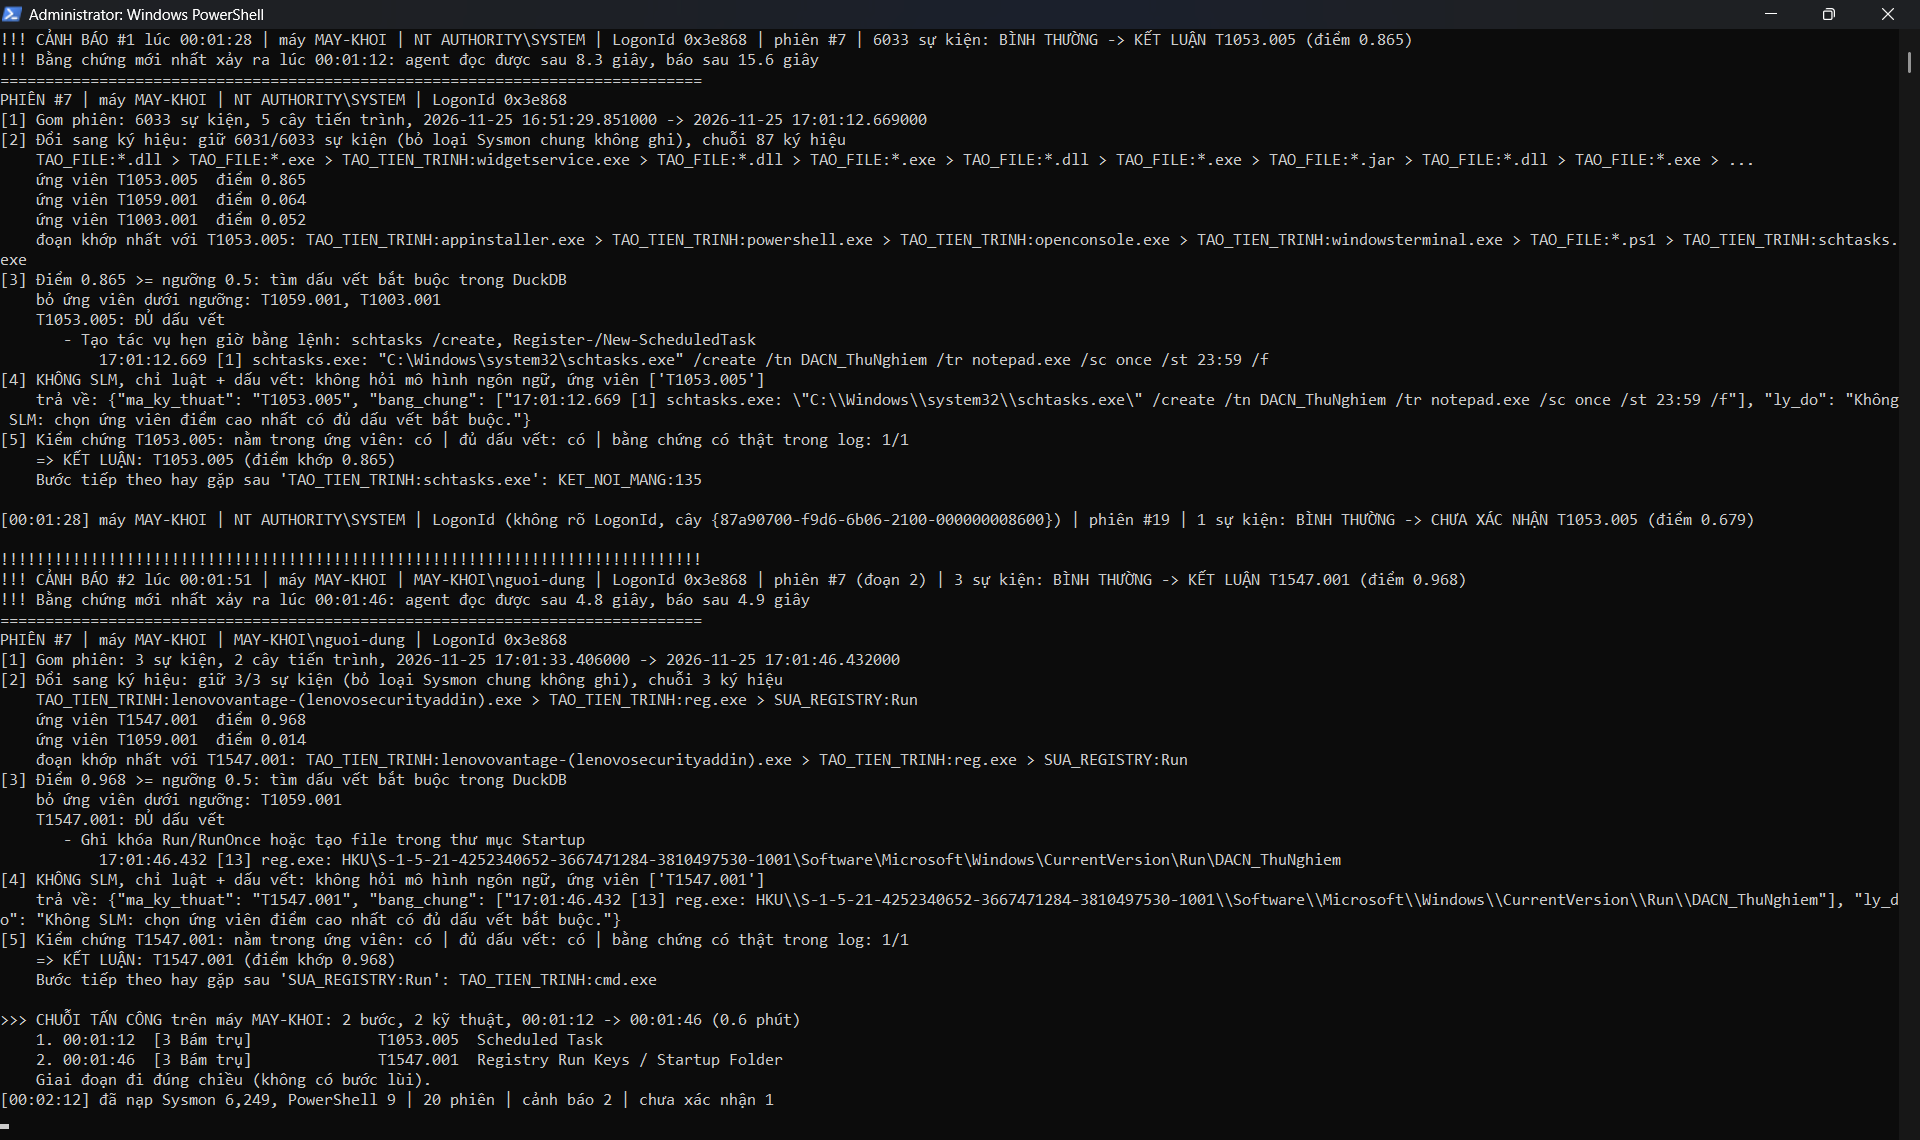 Administrator: Windows PowerShell
!!! CẢNH BÁO #1 lúc 00:01:28 | máy MAY-KHOI | NT AUTHORITY\SYSTEM | LogonId 0x3e868 | phiên #7 | 6033 sự kiện: BÌNH THƯỜNG -> KẾT LUẬN T1053.005 (điểm 0.865)
!!! Bằng chứng mới nhất xảy ra lúc 00:01:12: agent đọc được sau 8.3 giây, báo sau 15.6 giây
==============================================================================
PHIÊN #7 | máy MAY-KHOI | NT AUTHORITY\SYSTEM | LogonId 0x3e868
[1] Gom phiên: 6033 sự kiện, 5 cây tiến trình, 2026-11-25 16:51:29.851000 -> 2026-11-25 17:01:12.669000
[2] Đổi sang ký hiệu: giữ 6031/6033 sự kiện (bỏ loại Sysmon chung không ghi), chuỗi 87 ký hiệu
    TAO_FILE:*.dll > TAO_FILE:*.exe > TAO_TIEN_TRINH:widgetservice.exe > TAO_FILE:*.dll > TAO_FILE:*.exe > TAO_FILE:*.dll > TAO_FILE:*.exe > TAO_FILE:*.jar > TAO_FILE:*.dll > TAO_FILE:*.exe > ...
    ứng viên T1053.005  điểm 0.865
    ứng viên T1059.001  điểm 0.064
    ứng viên T1003.001  điểm 0.052
    đoạn khớp nhất với T1053.005: TAO_TIEN_TRINH:appinstaller.exe > TAO_TIEN_TRINH:powershell.exe > TAO_TIEN_TRINH:openconsole.exe > TAO_TIEN_TRINH:windowsterminal.exe > TAO_FILE:*.ps1 > TAO_TIEN_TRINH:schtasks.
exe
[3] Điểm 0.865 >= ngưỡng 0.5: tìm dấu vết bắt buộc trong DuckDB
    bỏ ứng viên dưới ngưỡng: T1059.001, T1003.001
    T1053.005: ĐỦ dấu vết
       - Tạo tác vụ hẹn giờ bằng lệnh: schtasks /create, Register-/New-ScheduledTask
           17:01:12.669 [1] schtasks.exe: "C:\Windows\system32\schtasks.exe" /create /tn DACN_ThuNghiem /tr notepad.exe /sc once /st 23:59 /f
[4] KHÔNG SLM, chỉ luật + dấu vết: không hỏi mô hình ngôn ngữ, ứng viên ['T1053.005']
    trả về: {"ma_ky_thuat": "T1053.005", "bang_chung": ["17:01:12.669 [1] schtasks.exe: \"C:\\Windows\\system32\\schtasks.exe\" /create /tn DACN_ThuNghiem /tr notepad.exe /sc once /st 23:59 /f"], "ly_do": "Không
 SLM: chọn ứng viên điểm cao nhất có đủ dấu vết bắt buộc."}
[5] Kiểm chứng T1053.005: nằm trong ứng viên: có | đủ dấu vết: có | bằng chứng có thật trong log: 1/1
    => KẾT LUẬN: T1053.005 (điểm khớp 0.865)
    Bước tiếp theo hay gặp sau 'TAO_TIEN_TRINH:schtasks.exe': KET_NOI_MANG:135
[00:01:28] máy MAY-KHOI | NT AUTHORITY\SYSTEM | LogonId (không rõ LogonId, cây {87a90700-f9d6-6b06-2100-000000008600}) | phiên #19 | 1 sự kiện: BÌNH THƯỜNG -> CHƯA XÁC NHẬN T1053.005 (điểm 0.679)
!!!!!!!!!!!!!!!!!!!!!!!!!!!!!!!!!!!!!!!!!!!!!!!!!!!!!!!!!!!!!!!!!!!!!!!!!!!!!!
!!! CẢNH BÁO #2 lúc 00:01:51 | máy MAY-KHOI | MAY-KHOI\nguoi-dung | LogonId 0x3e868 | phiên #7 (đoạn 2) | 3 sự kiện: BÌNH THƯỜNG -> KẾT LUẬN T1547.001 (điểm 0.968)
!!! Bằng chứng mới nhất xảy ra lúc 00:01:46: agent đọc được sau 4.8 giây, báo sau 4.9 giây
==============================================================================
PHIÊN #7 | máy MAY-KHOI | MAY-KHOI\nguoi-dung | LogonId 0x3e868
[1] Gom phiên: 3 sự kiện, 2 cây tiến trình, 2026-11-25 17:01:33.406000 -> 2026-11-25 17:01:46.432000
[2] Đổi sang ký hiệu: giữ 3/3 sự kiện (bỏ loại Sysmon chung không ghi), chuỗi 3 ký hiệu
    TAO_TIEN_TRINH:lenovovantage-(lenovosecurityaddin).exe > TAO_TIEN_TRINH:reg.exe > SUA_REGISTRY:Run
    ứng viên T1547.001  điểm 0.968
    ứng viên T1059.001  điểm 0.014
    đoạn khớp nhất với T1547.001: TAO_TIEN_TRINH:lenovovantage-(lenovosecurityaddin).exe > TAO_TIEN_TRINH:reg.exe > SUA_REGISTRY:Run
[3] Điểm 0.968 >= ngưỡng 0.5: tìm dấu vết bắt buộc trong DuckDB
    bỏ ứng viên dưới ngưỡng: T1059.001
    T1547.001: ĐỦ dấu vết
       - Ghi khóa Run/RunOnce hoặc tạo file trong thư mục Startup
           17:01:46.432 [13] reg.exe: HKU\S-1-5-21-4252340652-3667471284-3810497530-1001\Software\Microsoft\Windows\CurrentVersion\Run\DACN_ThuNghiem
[4] KHÔNG SLM, chỉ luật + dấu vết: không hỏi mô hình ngôn ngữ, ứng viên ['T1547.001']
    trả về: {"ma_ky_thuat": "T1547.001", "bang_chung": ["17:01:46.432 [13] reg.exe: HKU\\S-1-5-21-4252340652-3667471284-3810497530-1001\\Software\\Microsoft\\Windows\\CurrentVersion\\Run\\DACN_ThuNghiem"], "ly_d
o": "Không SLM: chọn ứng viên điểm cao nhất có đủ dấu vết bắt buộc."}
[5] Kiểm chứng T1547.001: nằm trong ứng viên: có | đủ dấu vết: có | bằng chứng có thật trong log: 1/1
    => KẾT LUẬN: T1547.001 (điểm khớp 0.968)
    Bước tiếp theo hay gặp sau 'SUA_REGISTRY:Run': TAO_TIEN_TRINH:cmd.exe
>>> CHUỖI TẤN CÔNG trên máy MAY-KHOI: 2 bước, 2 kỹ thuật, 00:01:12 -> 00:01:46 (0.6 phút)
    1. 00:01:12  [3 Bám trụ]              T1053.005  Scheduled Task
    2. 00:01:46  [3 Bám trụ]              T1547.001  Registry Run Keys / Startup Folder
    Giai đoạn đi đúng chiều (không có bước lùi).
[00:02:12] đã nạp Sysmon 6,249, PowerShell 9 | 20 phiên | cảnh báo 2 | chưa xác nhận 1